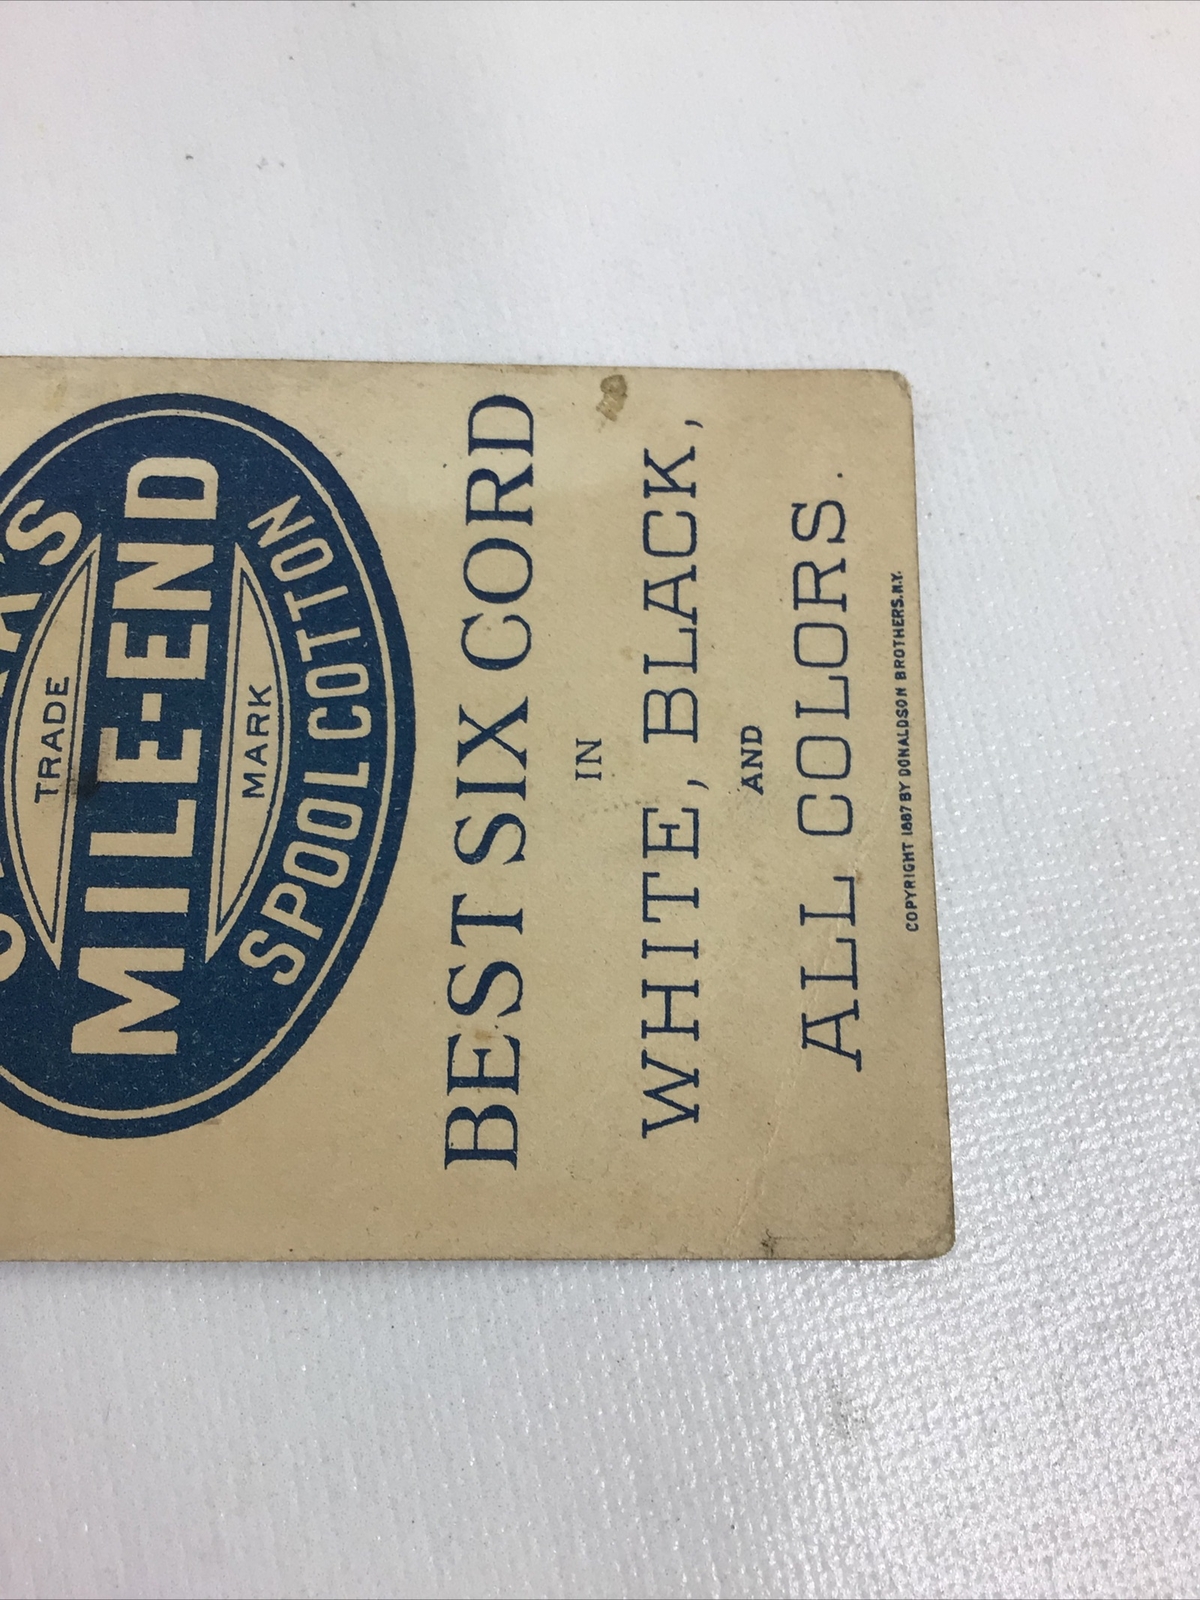 TRADE
MILE-END
MARK
SPOOL COTTON
BEST SIX CORD
IN
WHITE, BLACK,
AND
ALL COLORS.
COPYRIGHT 1887 BY DONALDSON BROTHERS. N.Y.